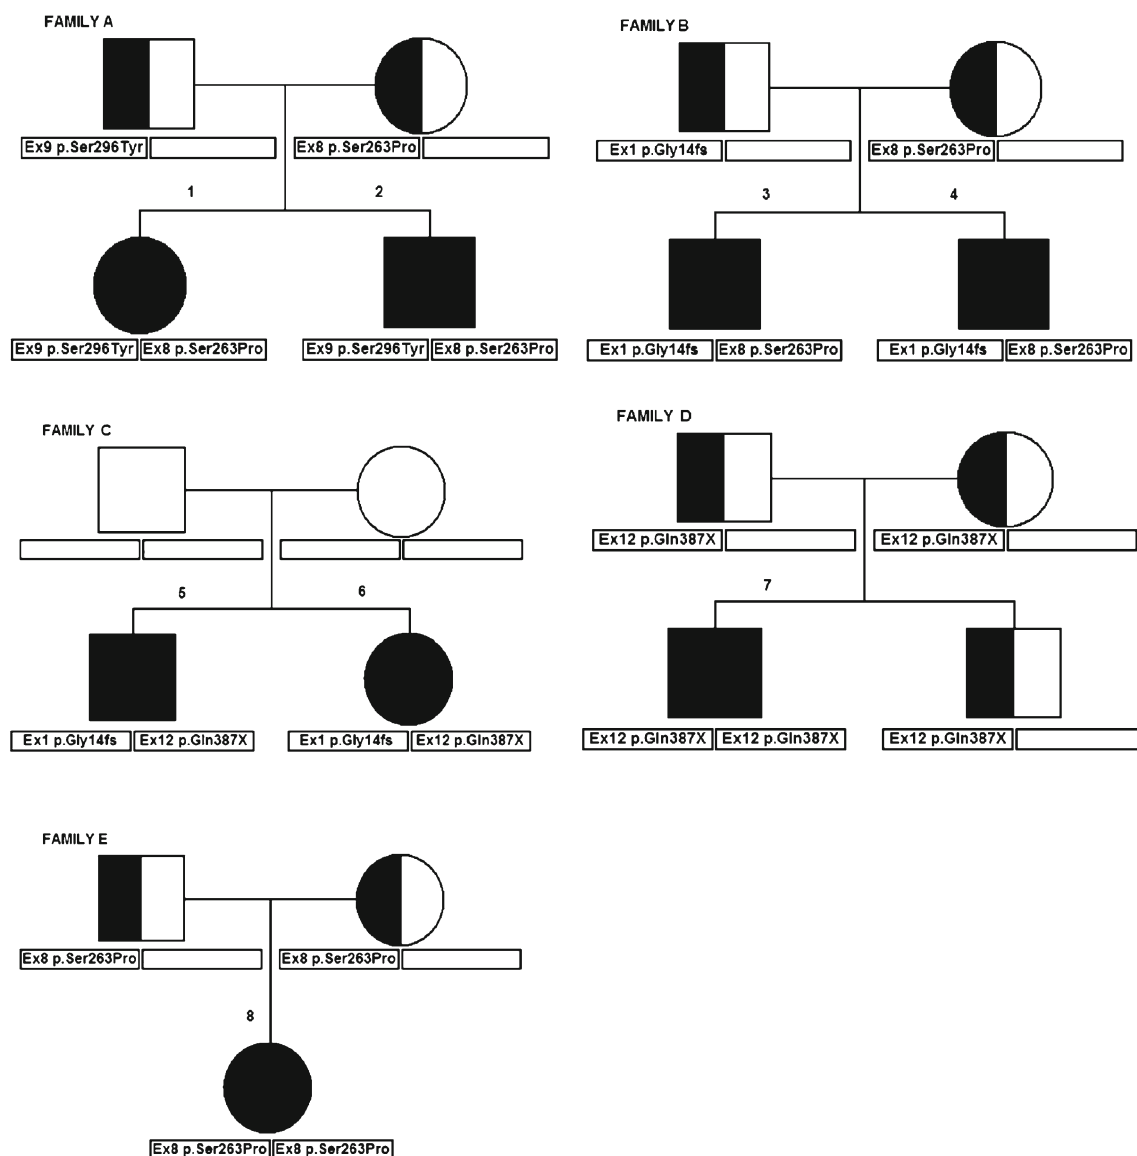 FAMILY A
Ex9 p.Ser296Tyr
Ex8 p.Ser263Pro
1
2
Ex9 p.Ser296Tyr Ex8 p.Ser263Pro
Ex9 p.Ser296Tyr Ex8 p.Ser263Pro
FAMILY B
Ex1 p.Gly14fs
Ex8 p.Ser263Pro
3
4
Ex1 p.Gly14fs Ex8 p.Ser263Pro
Ex1 p.Gly14fs Ex8 p.Ser263Pro
FAMILY C
5
6
Ex1 p.Gly14fs Ex12 p.Gln387X
Ex1 p.Gly14fs Ex12 p.Gln387X
FAMILY D
Ex12 p.Gln387X
Ex12 p.Gln387X
7
Ex12 p.Gln387X Ex12 p.Gln387X
Ex12 p.Gln387X
FAMILY E
Ex8 p.Ser263Pro
Ex8 p.Ser263Pro
8
Ex8 p.Ser263Pro Ex8 p.Ser263Pro